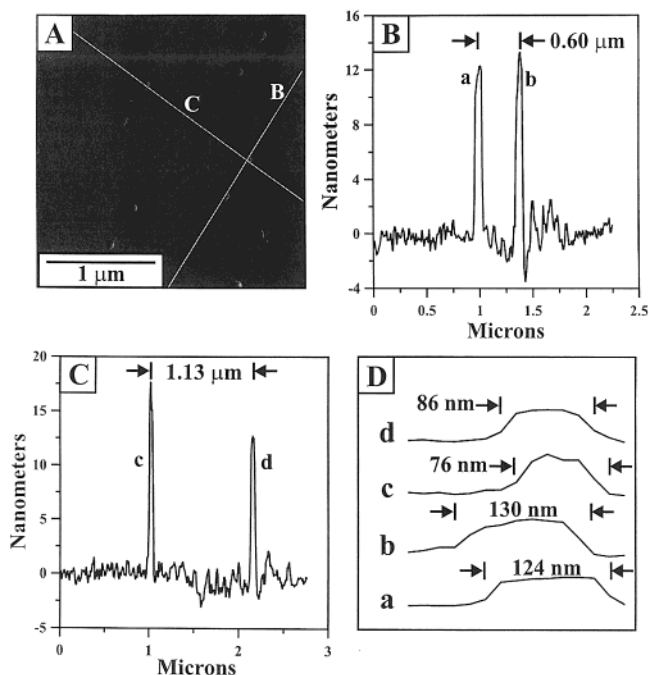 A
C
B
1 μm
B
16
12
8
4
0
-4
Nanometers
0.60 μm
a
b
0
0.5
1
1.5
2.0
2.5
Microns
C
20
15
10
5
0
-5
Nanometers
1.13 μm
c
d
0
1
2
3
Microns
D
86 nm
d
76 nm
c
130 nm
b
124 nm
a